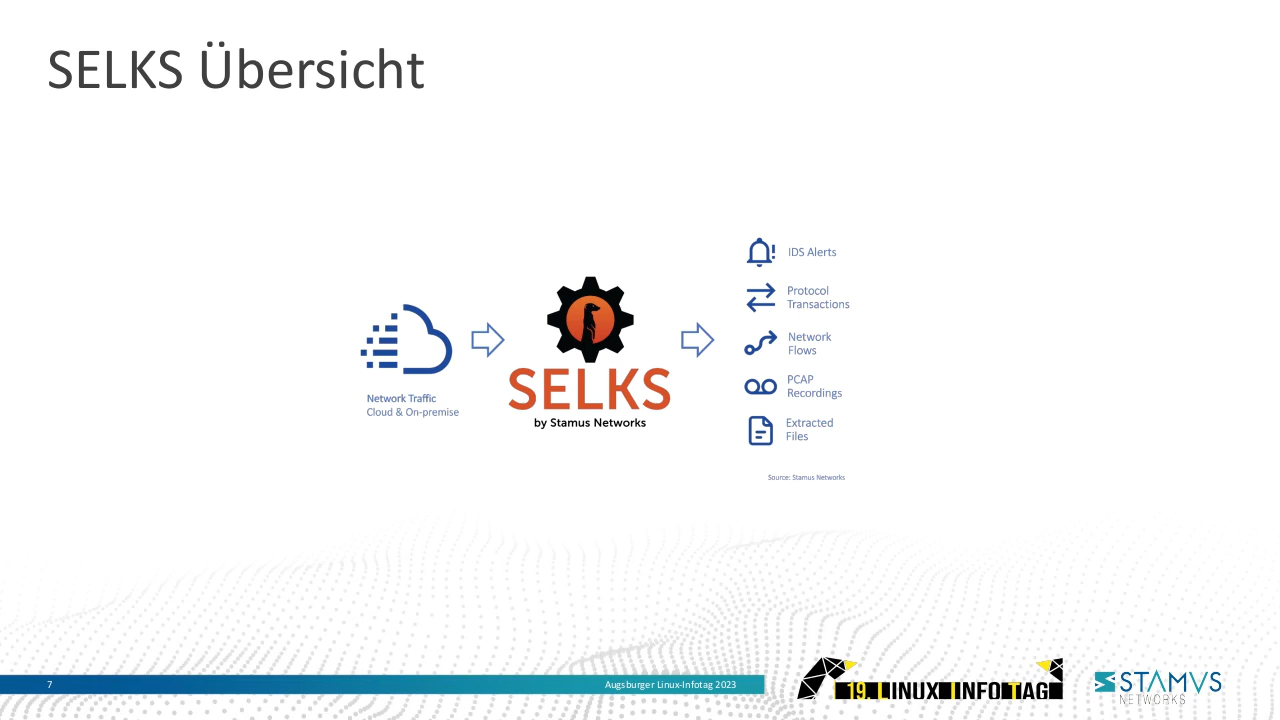 SELKS Übersicht
Network Traffic
Cloud & On-premise
SELKS
by Stamus Networks
IDS Alerts
Protocol
Transactions
Network
Flows
PCAP
Recordings
Extracted
Files
Source: Stamus Networks
7
Augsburger Linux-Infotag 2023
19 LINUX INFO TAG
STAMVS
NETWORKS